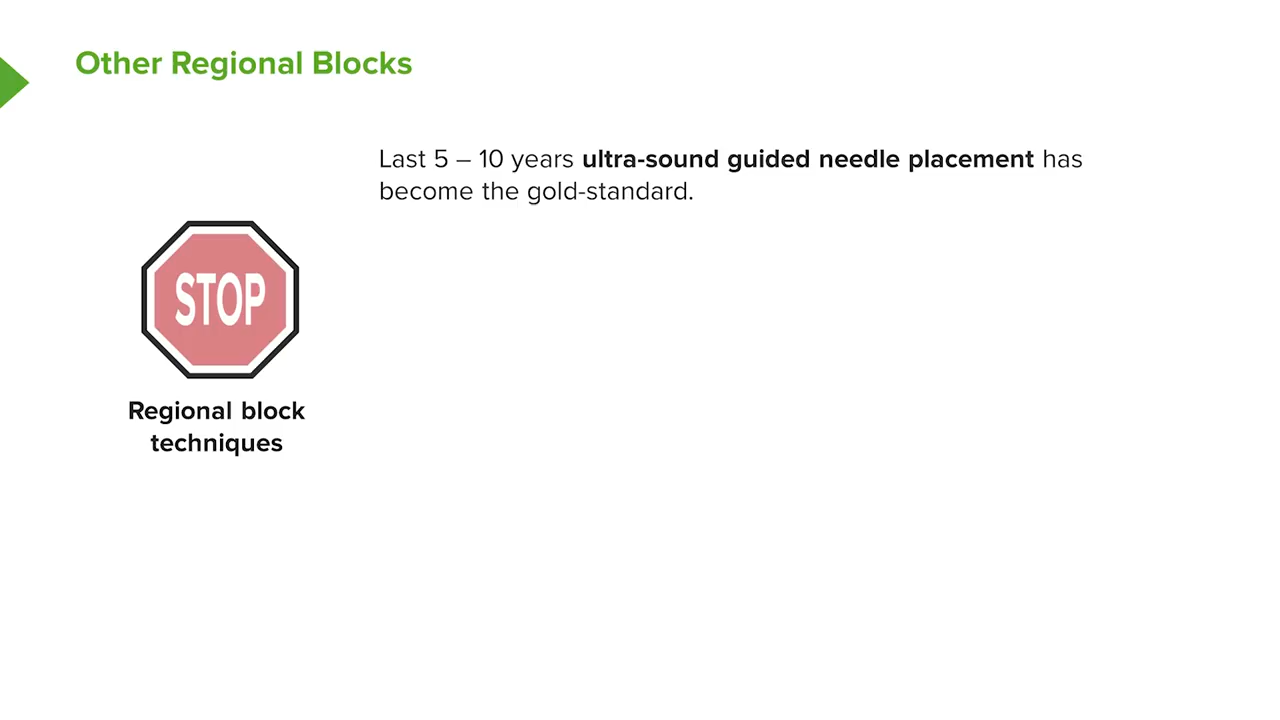 Other Regional Blocks
Last 5 – 10 years ultra-sound guided needle placement has
become the gold-standard.
STOP
Regional block
techniques